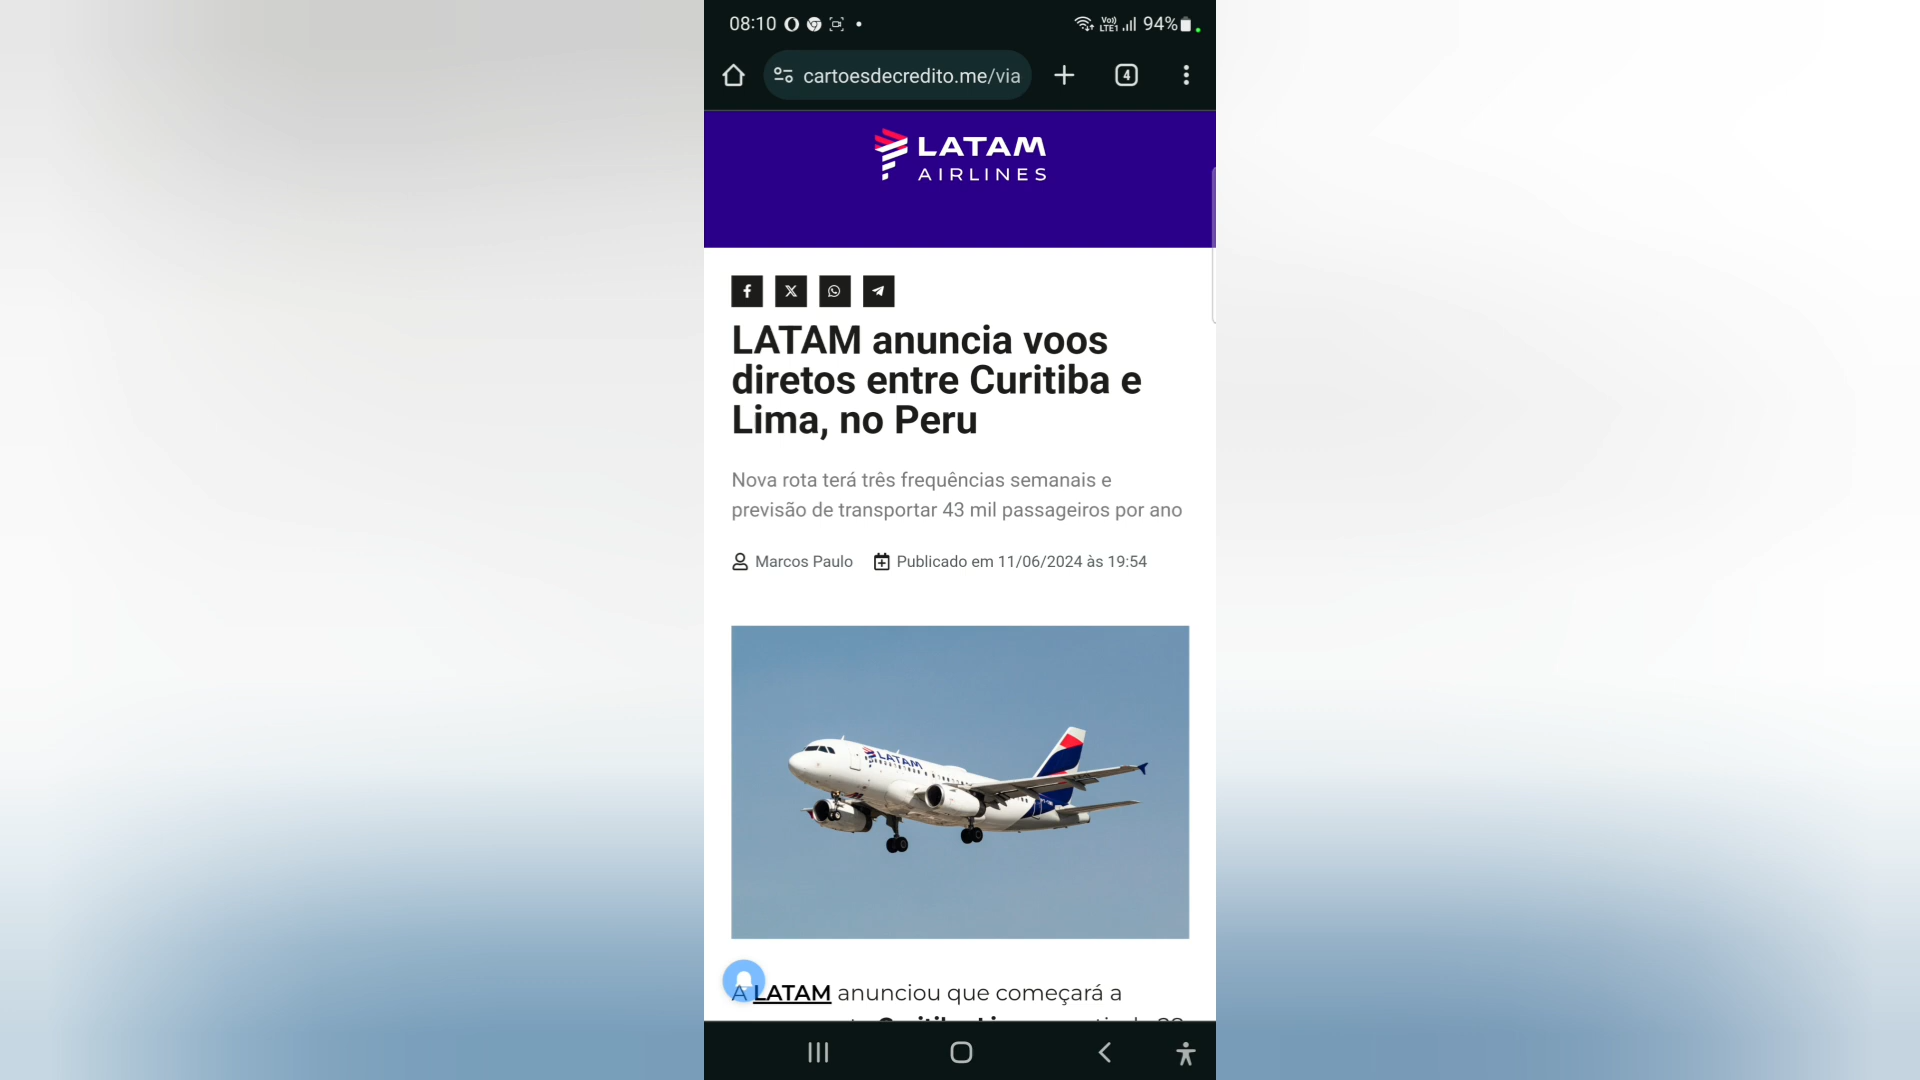 08:10
Vo))
LTE1
94%
cartoesdecredito.me/via
4
LATAM
AIRLINES
LATAM anuncia voos
diretos entre Curitiba e
Lima, no Peru
Nova rota terá três frequências semanais e
previsão de transportar 43 mil passageiros por ano
Marcos Paulo
Publicado em 11/06/2024 às 19:54
LATAM
A LATAM anunciou que começará a